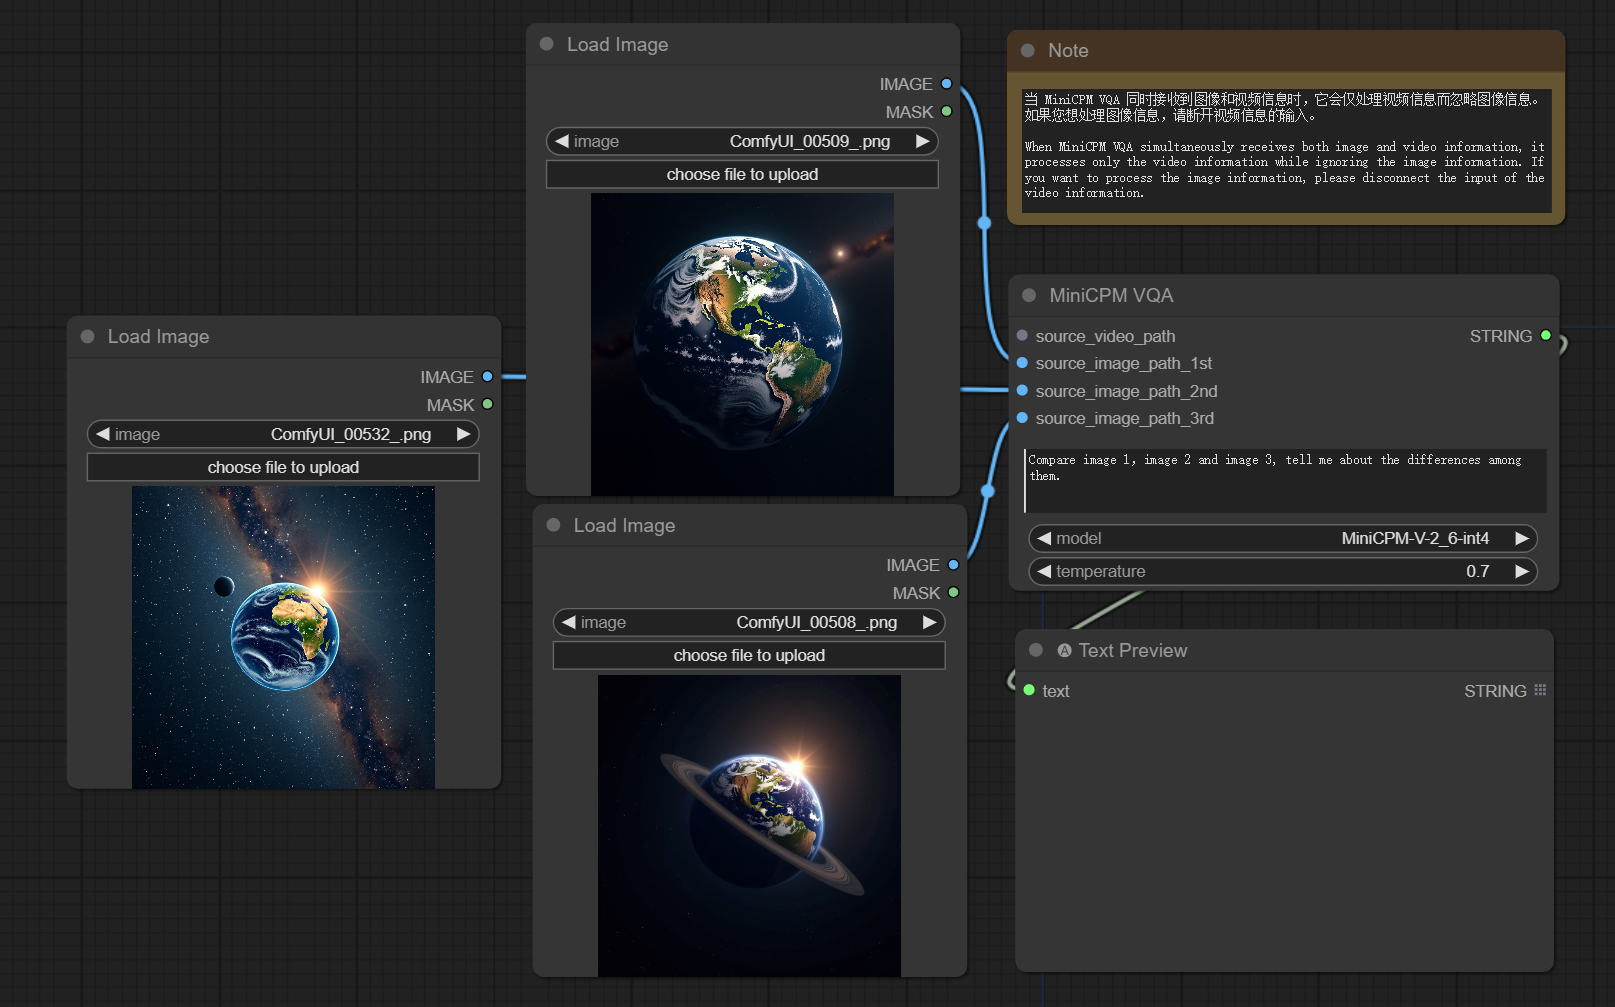 Load Image
IMAGE
MASK
image ComfyUI_00532_.png
choose file to upload
Load Image
IMAGE
MASK
image ComfyUI_00509_.png
choose file to upload
Load Image
IMAGE
MASK
image ComfyUI_00508_.png
choose file to upload
Note
当 MiniCPM VQA 同时接收到图像和视频信息时，它会仅处理视频信息而忽略图像信息。
如果您想处理图像信息，请断开视频信息的输入。
When MiniCPM VQA simultaneously receives both image and video information, it
processes only the video information while ignoring the image information. If
you want to process the image information, please disconnect the input of the
video information.
MiniCPM VQA
source_video_path STRING
source_image_path_1st
source_image_path_2nd
source_image_path_3rd
Compare image 1, image 2 and image 3, tell me about the differences among
them.
model MiniCPM-V-2_6-int4
temperature 0.7
A Text Preview
text STRING